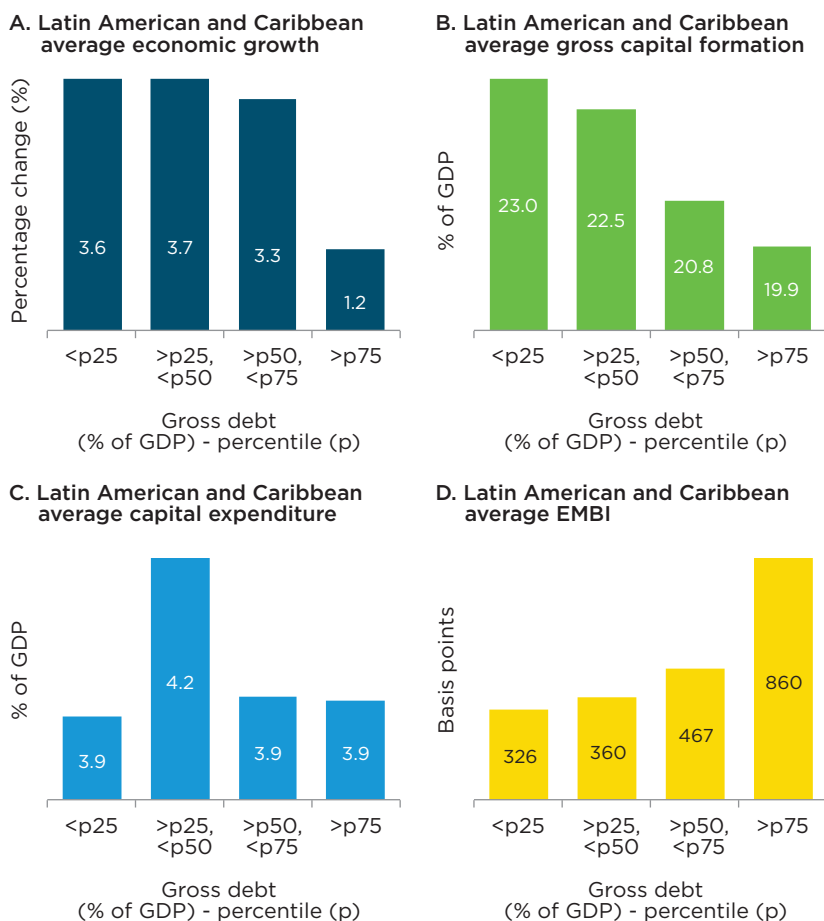 A. Latin American and Caribbean
average economic growth
Percentage change (%)
3.6
3.7
3.3
1.2
<p25
>p25,
<p50
>p50,
<p75
>p75
Gross debt
(% of GDP) - percentile (p)
B. Latin American and Caribbean
average gross capital formation
% of GDP
23.0
22.5
20.8
19.9
<p25
>p25,
<p50
>p50,
<p75
>p75
Gross debt
(% of GDP) - percentile (p)
C. Latin American and Caribbean
average capital expenditure
% of GDP
3.9
4.2
3.9
3.9
<p25
>p25,
<p50
>p50,
<p75
>p75
Gross debt
(% of GDP) - percentile (p)
D. Latin American and Caribbean
average EMBI
Basis points
326
360
467
860
<p25
>p25,
<p50
>p50,
<p75
>p75
Gross debt
(% of GDP) - percentile (p)